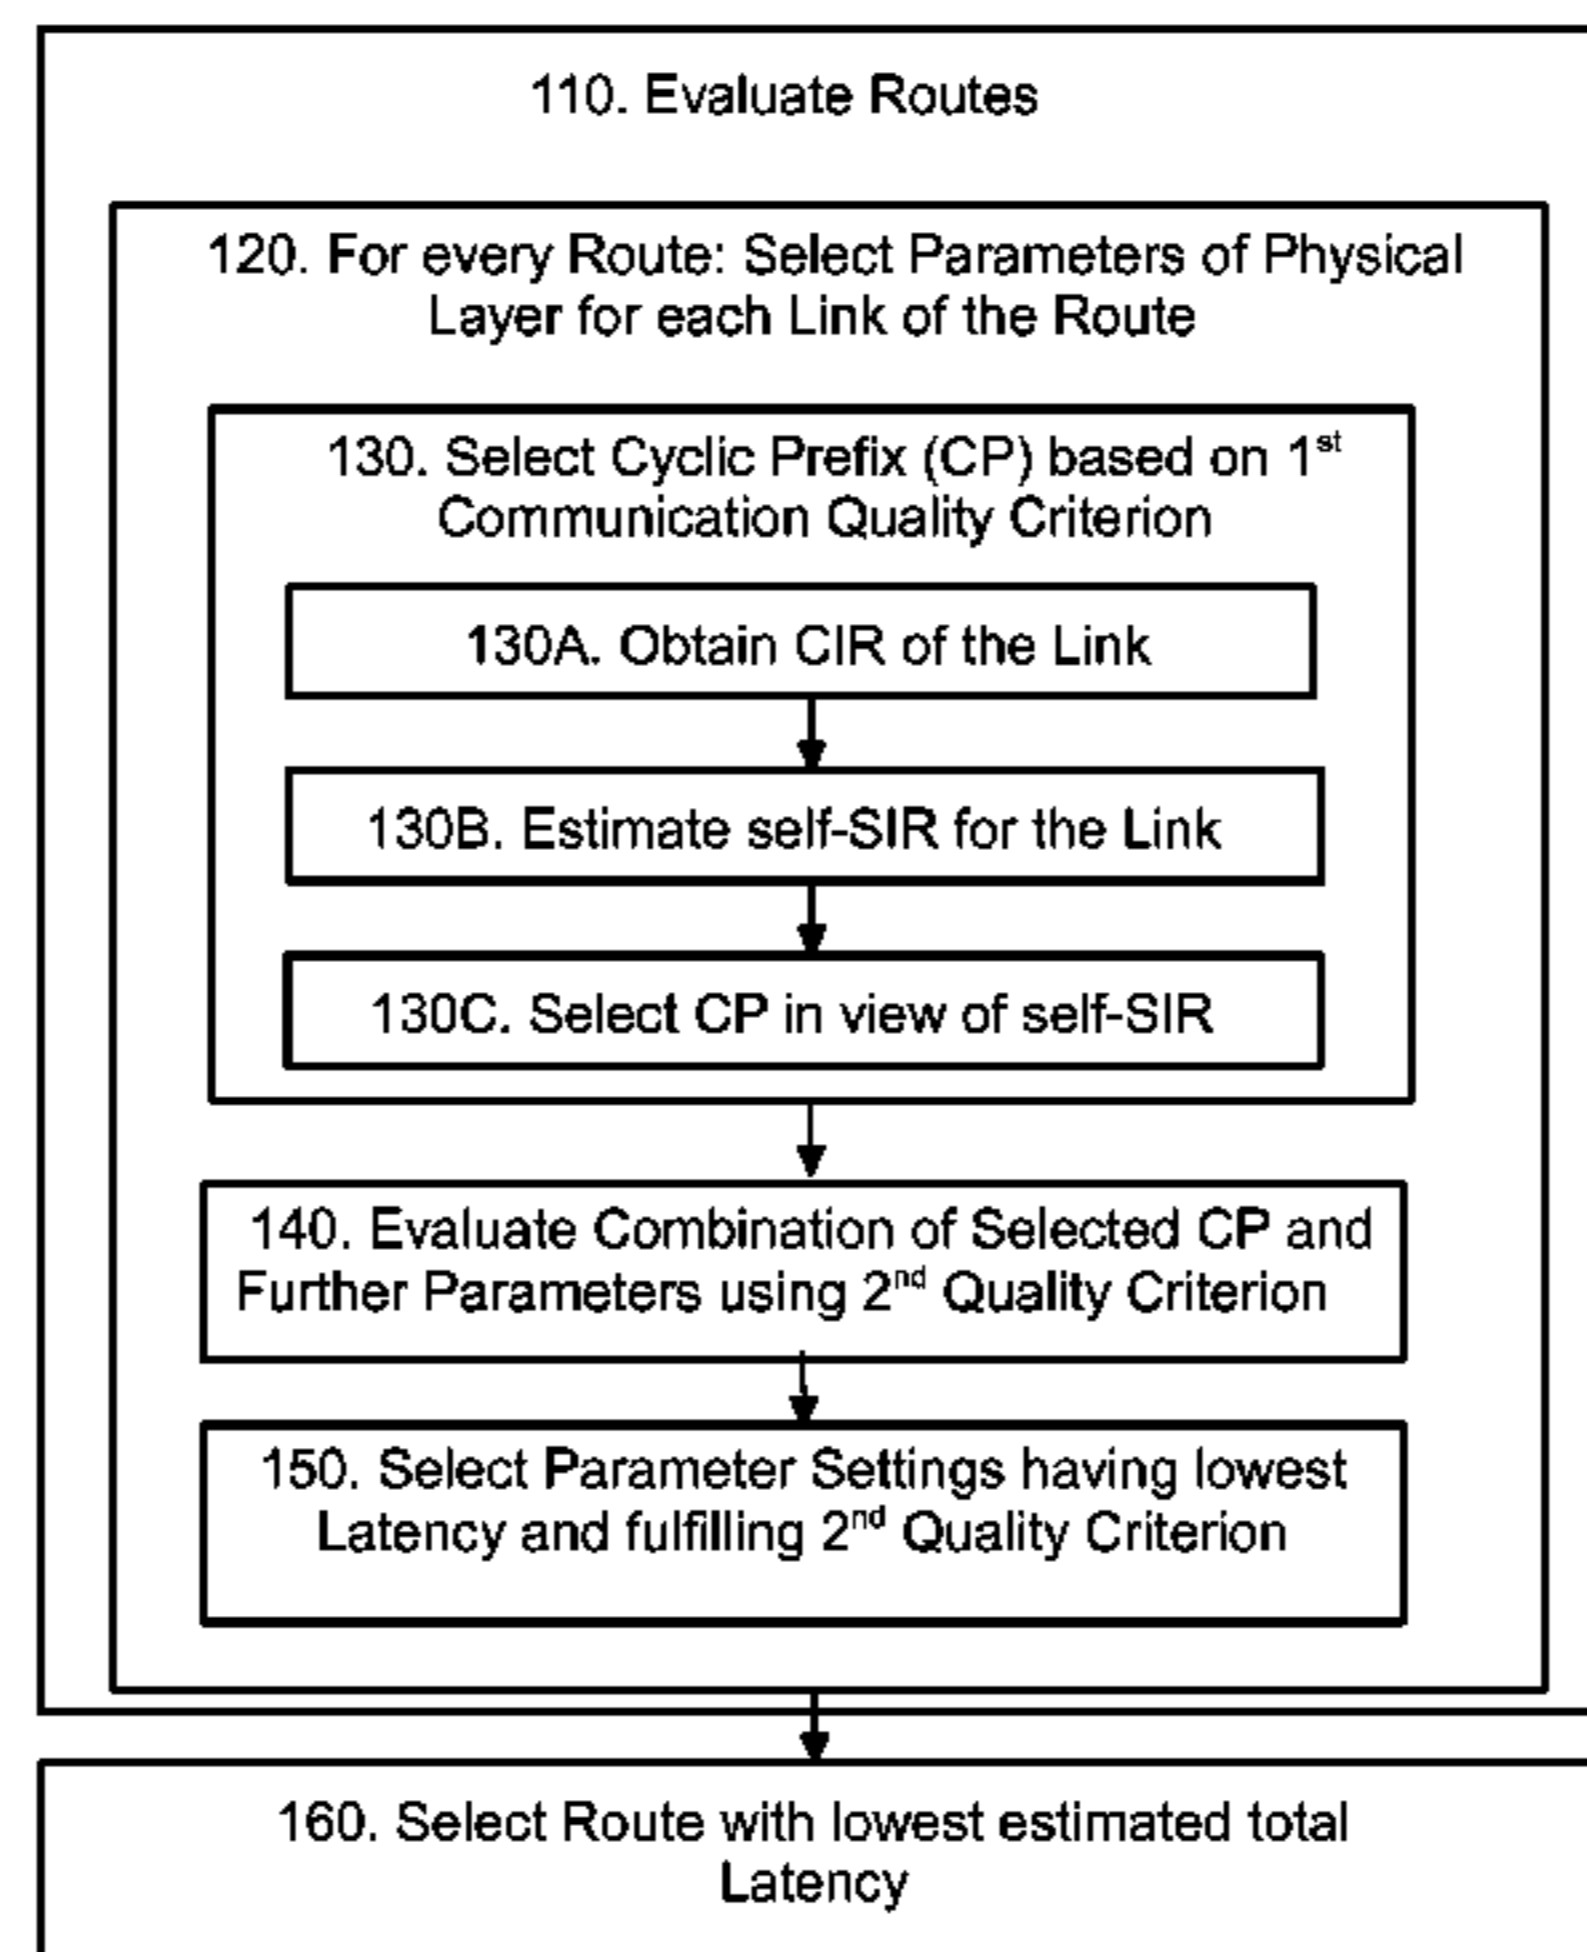 110. Evaluate Routes
120. For every Route: Select Parameters of Physical
Layer for each Link of the Route
130. Select Cyclic Prefix (CP) based on 1st
Communication Quality Criterion
130A. Obtain CIR of the Link
130B. Estimate self-SIR for the Link
130C. Select CP in view of self-SIR
140. Evaluate Combination of Selected CP and
Further Parameters using 2nd Quality Criterion
150. Select Parameter Settings having lowest
Latency and fulfilling 2nd Quality Criterion
160. Select Route with lowest estimated total
Latency